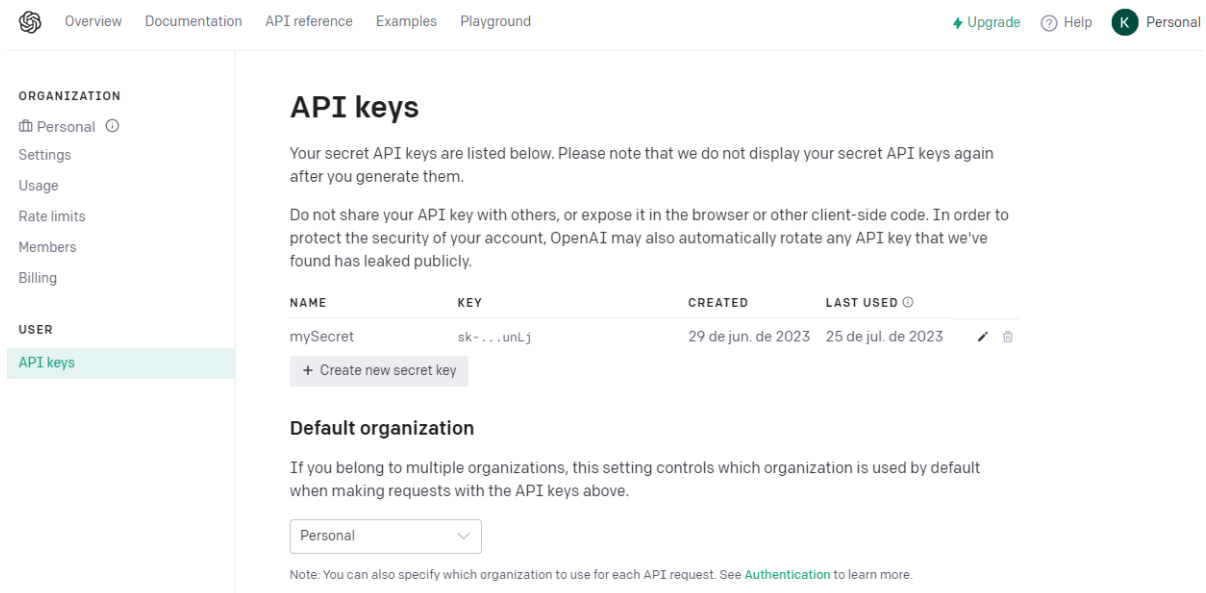 Overview Documentation API reference Examples Playground Upgrade Help K Personal
ORGANIZATION
Personal
Settings
Usage
Rate limits
Members
Billing
USER
API keys
API keys
Your secret API keys are listed below. Please note that we do not display your secret API keys again
after you generate them.
Do not share your API key with others, or expose it in the browser or other client-side code. In order to
protect the security of your account, OpenAI may also automatically rotate any API key that we've
found has leaked publicly.
NAME KEY CREATED LAST USED
mySecret sk-...unLj 29 de jun. de 2023 25 de jul. de 2023
+ Create new secret key
Default organization
If you belong to multiple organizations, this setting controls which organization is used by default
when making requests with the API keys above.
Personal
Note: You can also specify which organization to use for each API request. See Authentication to learn more.